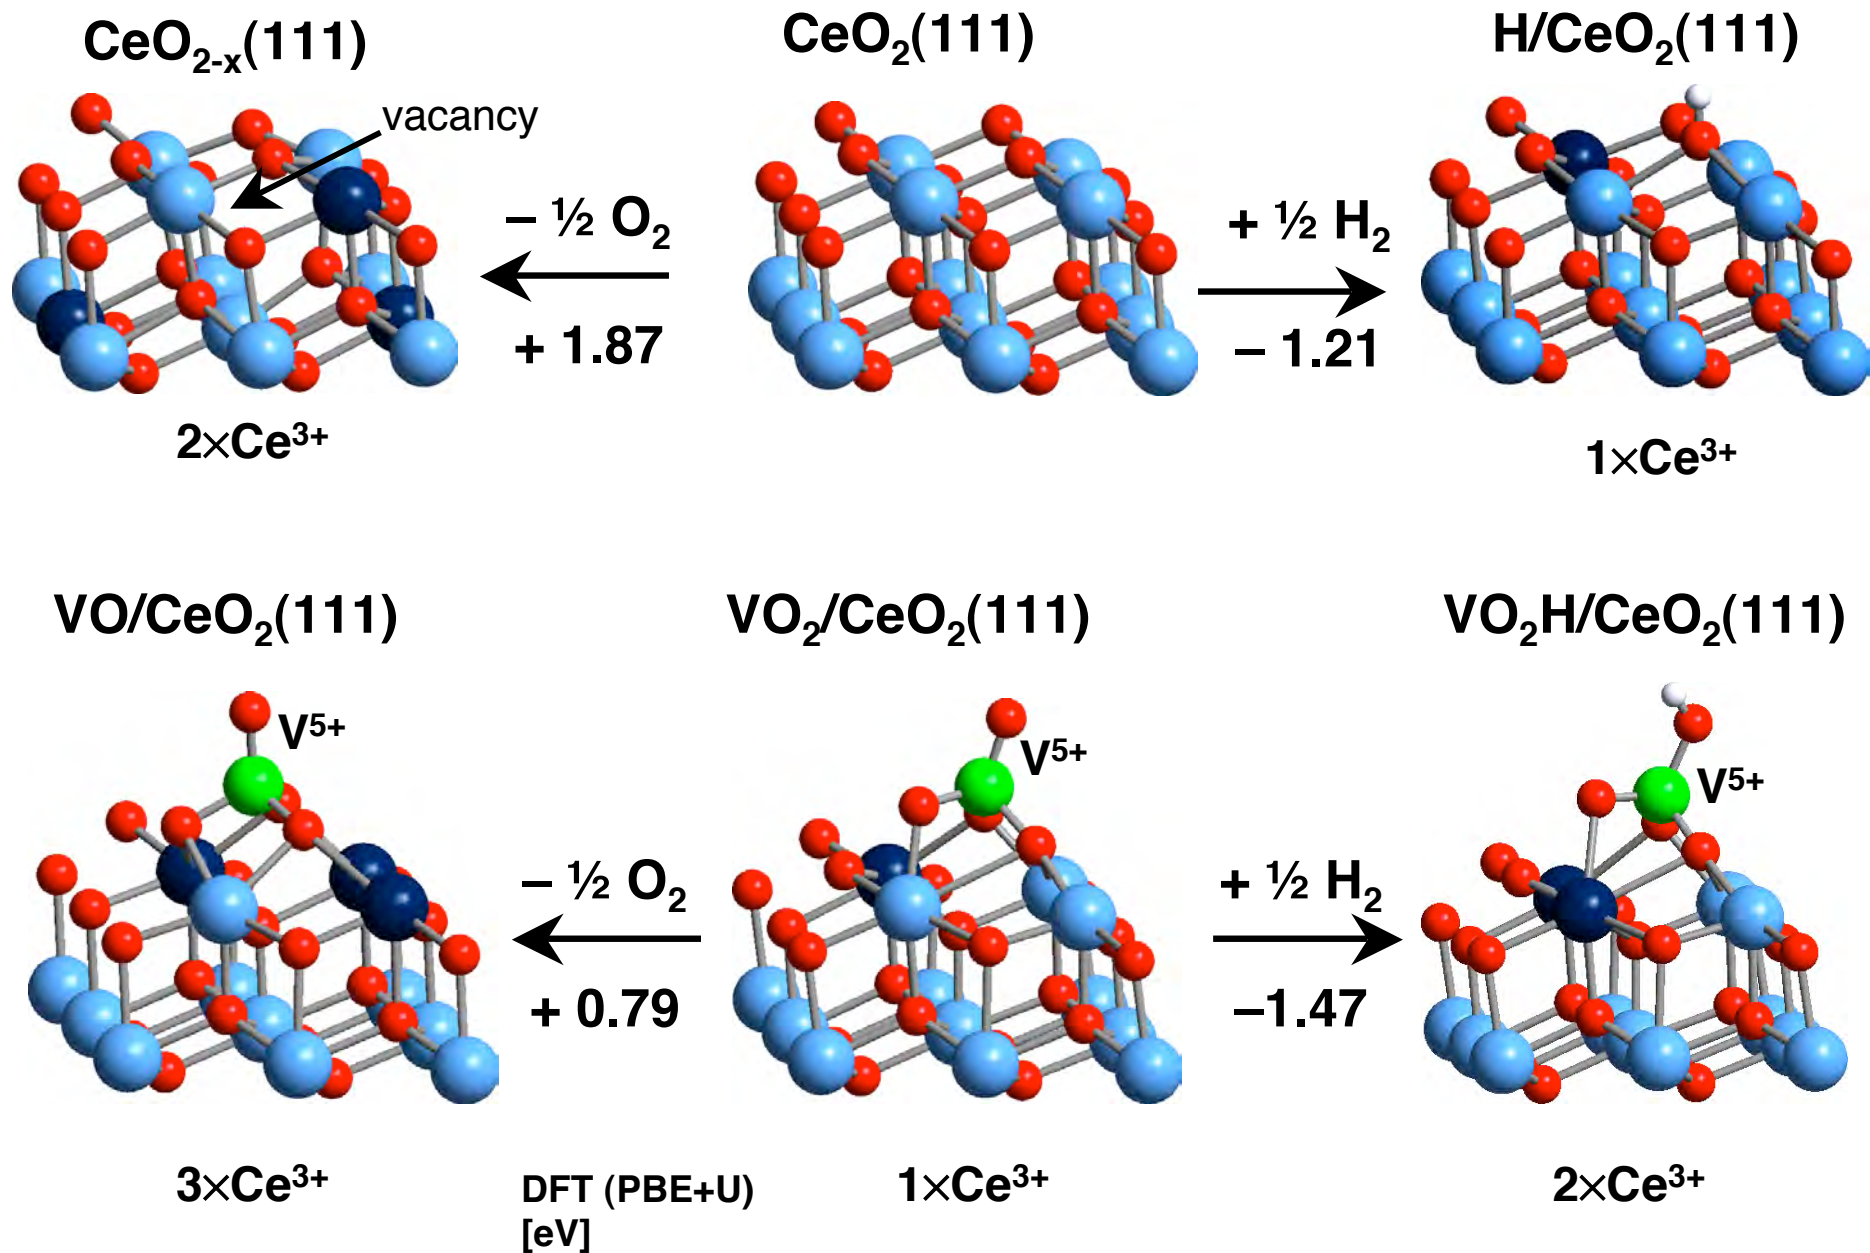 CeO2-x(111)
CeO2(111)
H/CeO2(111)
vacancy
– ½ O2
+ 1.87
+ ½ H2
– 1.21
2×Ce3+
1×Ce3+
VO/CeO2(111)
VO2/CeO2(111)
VO2H/CeO2(111)
V5+
V5+
V5+
– ½ O2
+ 0.79
+ ½ H2
–1.47
3×Ce3+
DFT (PBE+U)
[eV]
1×Ce3+
2×Ce3+